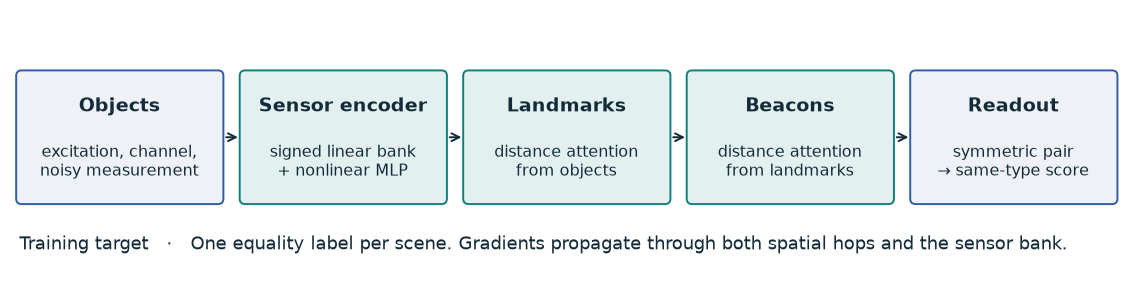 Objects
excitation, channel,
noisy measurement
Sensor encoder
signed linear bank
+ nonlinear MLP
Landmarks
distance attention
from objects
Beacons
distance attention
from landmarks
Readout
symmetric pair
→ same-type score
Training target · One equality label per scene. Gradients propagate through both spatial hops and the sensor bank.